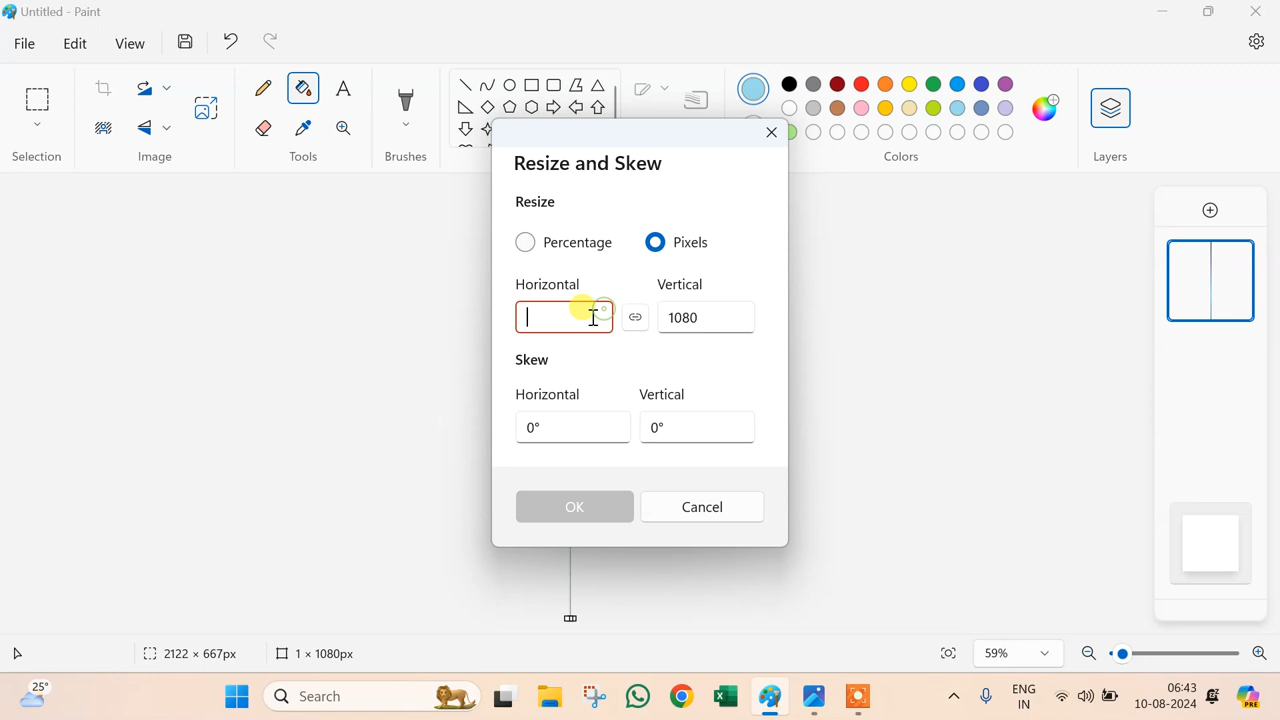 Untitled - Paint
File Edit View
Selection Image Tools Brushes Colors Layers
Resize and Skew
Resize
Percentage Pixels
Horizontal Vertical
1080
Skew
Horizontal Vertical
0° 0°
OK Cancel
2122 × 667px 1 × 1080px 59%
25° Search ENG 06:43
IN 10-08-2024
PRE